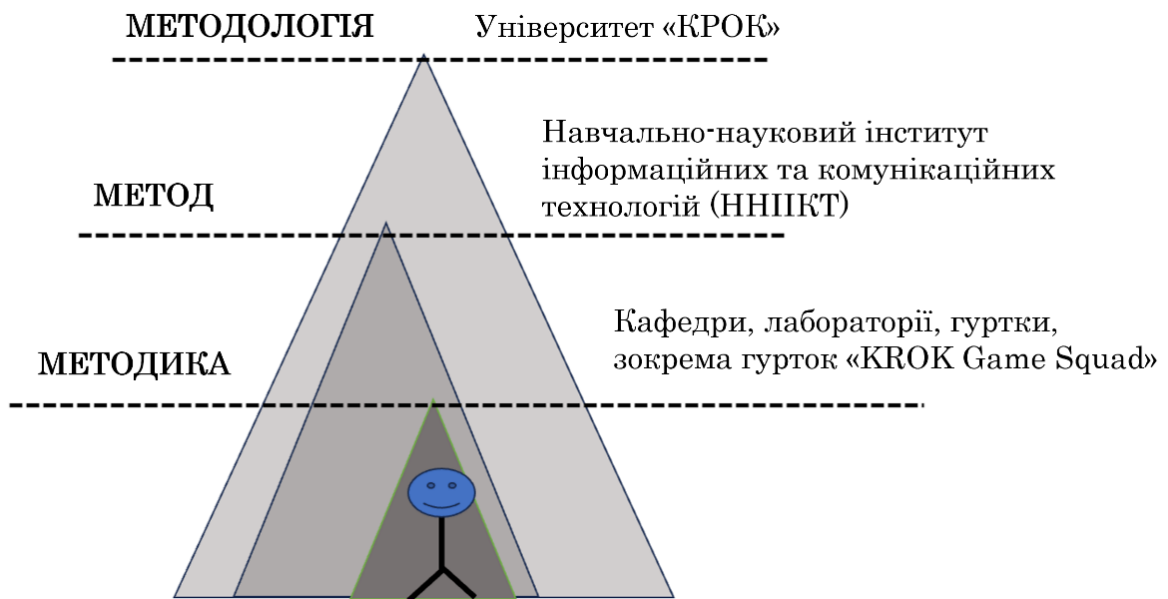 МЕТОДОЛОГІЯ Університет «КРОК»
Навчально-науковий інститут
інформаційних та комунікаційних
технологій (ННІІКТ)
МЕТОД
Кафедри, лабораторії, гуртки,
зокрема гурток «KROK Game Squad»
МЕТОДИКА